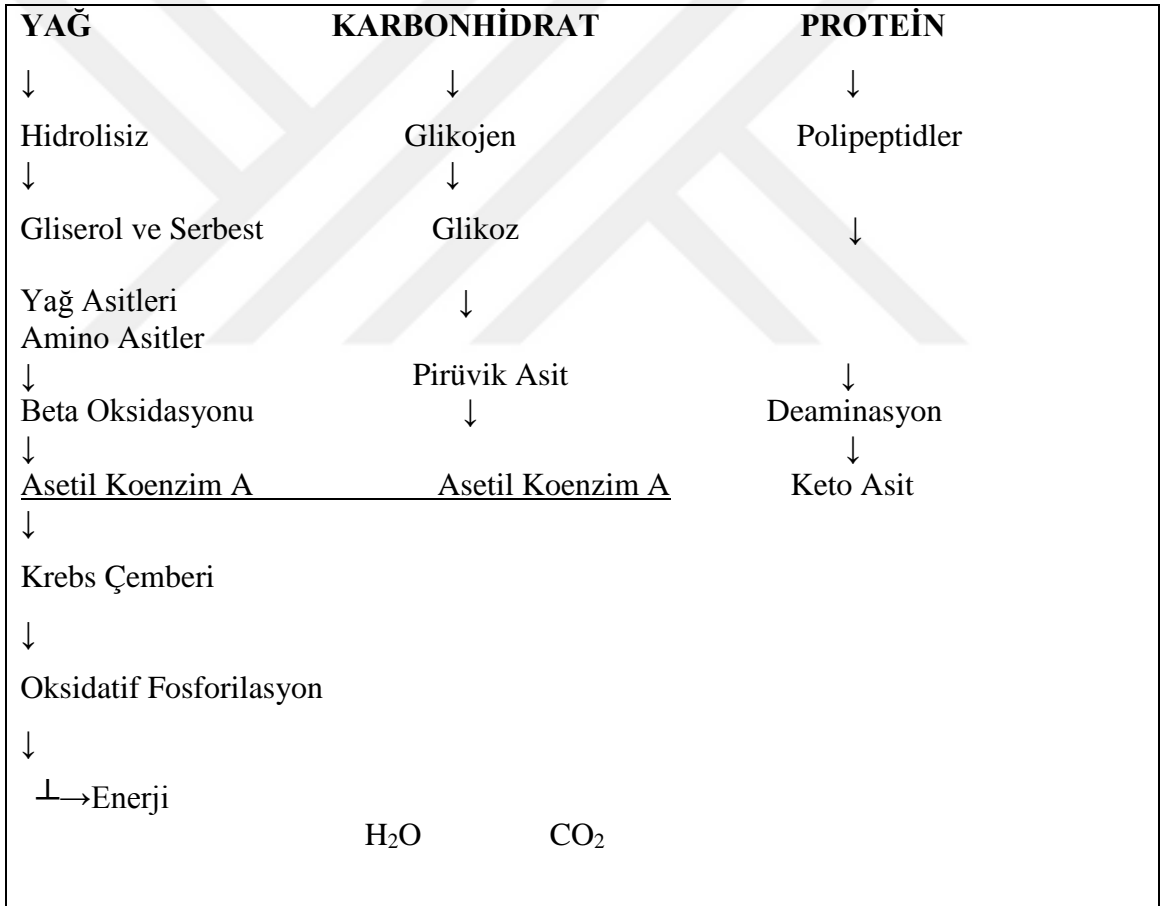 YAĞ KARBONHİDRAT PROTEİN
↓ ↓ ↓
Hidrolisiz Glikojen Polipeptidler
↓ ↓
Gliserol ve Serbest Glikoz ↓
Yağ Asitleri ↓
Amino Asitler
↓ Pirüvik Asit ↓
Beta Oksidasyonu ↓ Deaminasyon
↓ ↓
Asetil Koenzim A Asetil Koenzim A Keto Asit
↓
Krebs Çemberi
↓
Oksidatif Fosforilasyon
↓
┴→Enerji
H₂O CO₂